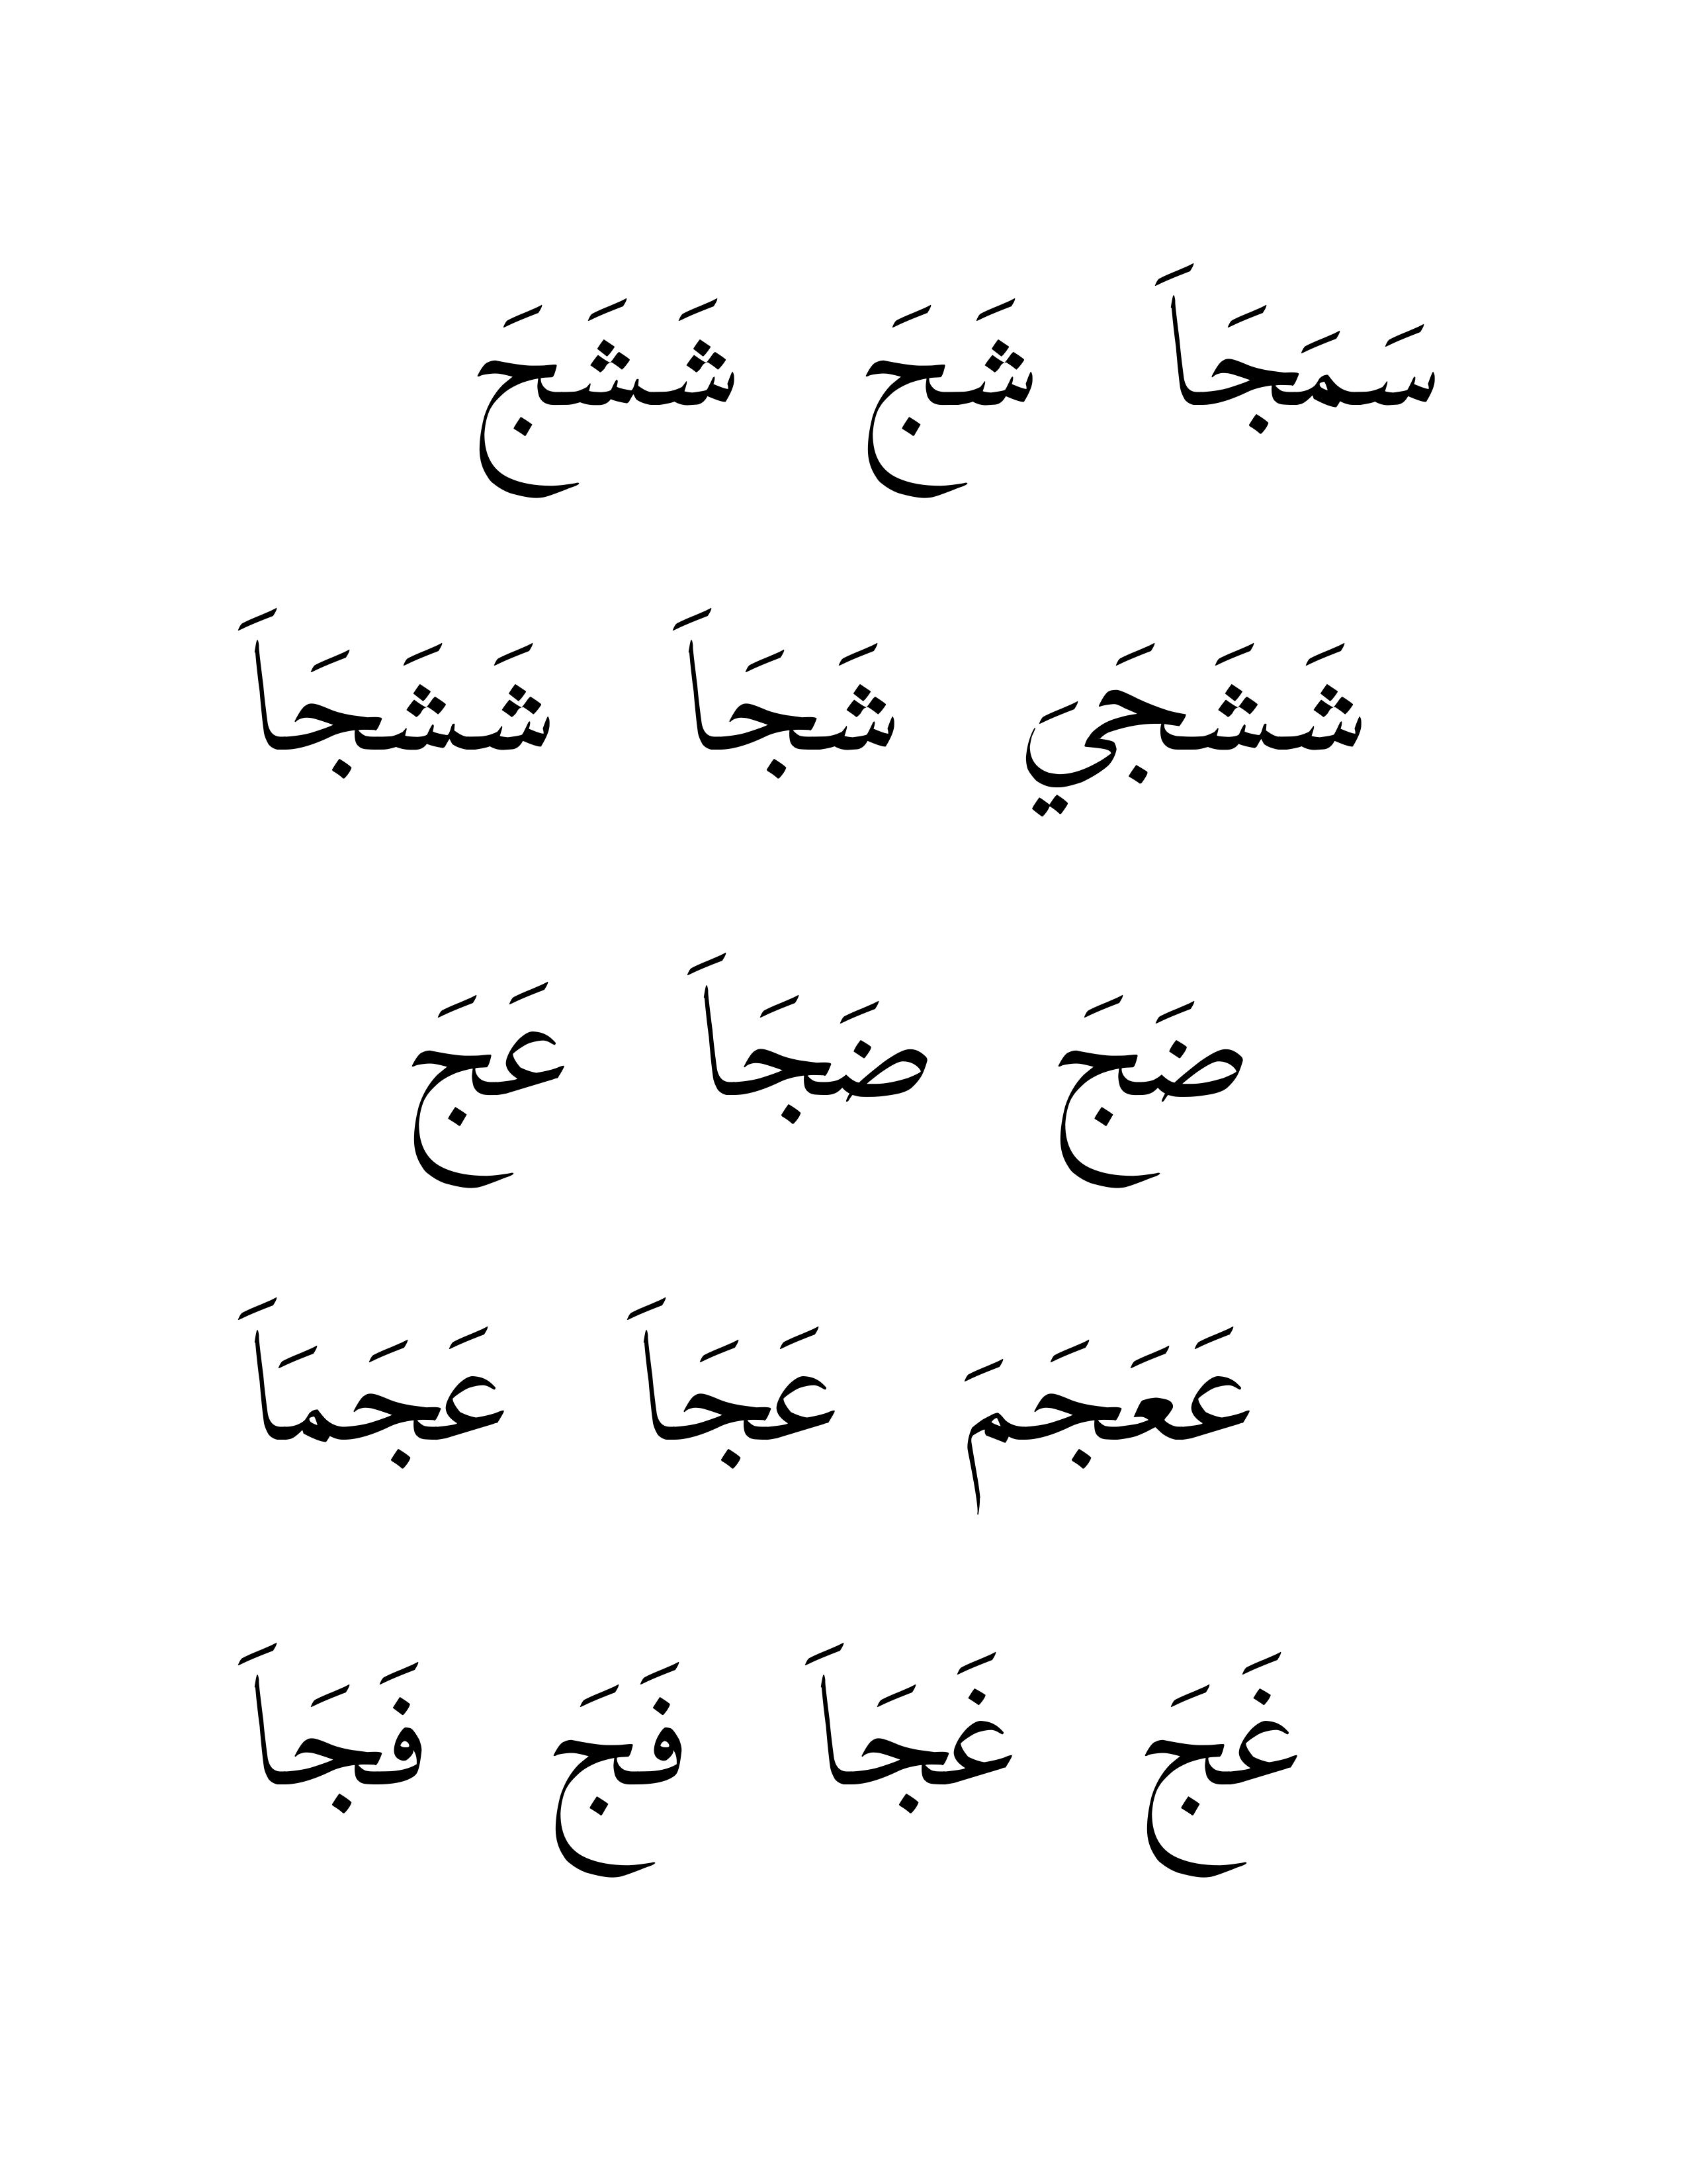 سَمَجَاَ شَجَ شَشَجَ
شَشَجَيَ شَجَاَ شَشَجَاَ
ضَجَ ضَجَاَ عَجَ
عَعَجَمَ عَجَاَ عَجَمَاَ
غَجَ غَجَاَ فَجَ فَجَاَ